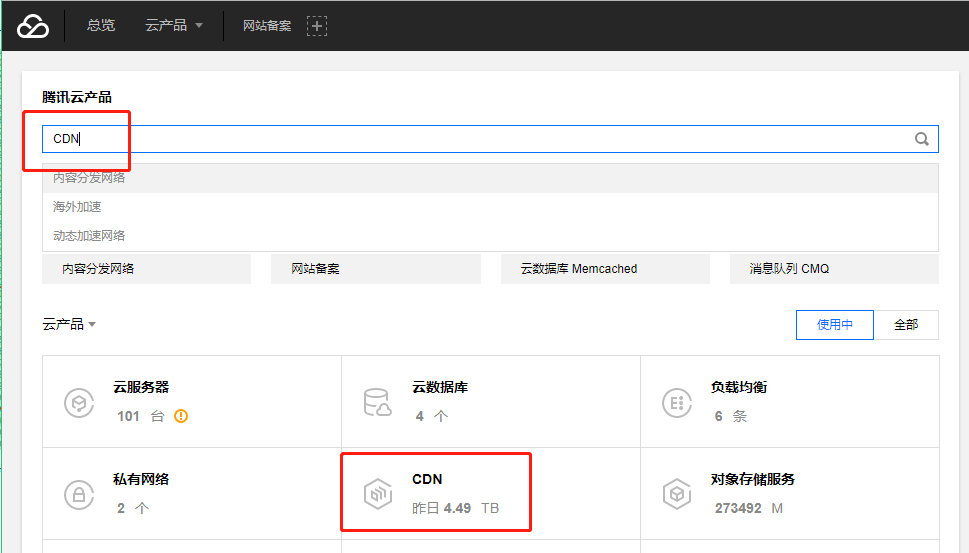 总览 云产品 网站备案
腾讯云产品
CDN
内容分发网络
海外加速
动态加速网络
内容分发网络 网站备案 云数据库 Memcached 消息队列 CMQ
云产品 使用中 全部
云服务器 云数据库 负载均衡
101 台 4 个 6 条
私有网络 CDN 对象存储服务
2 个 昨日 4.49 TB 273492 M